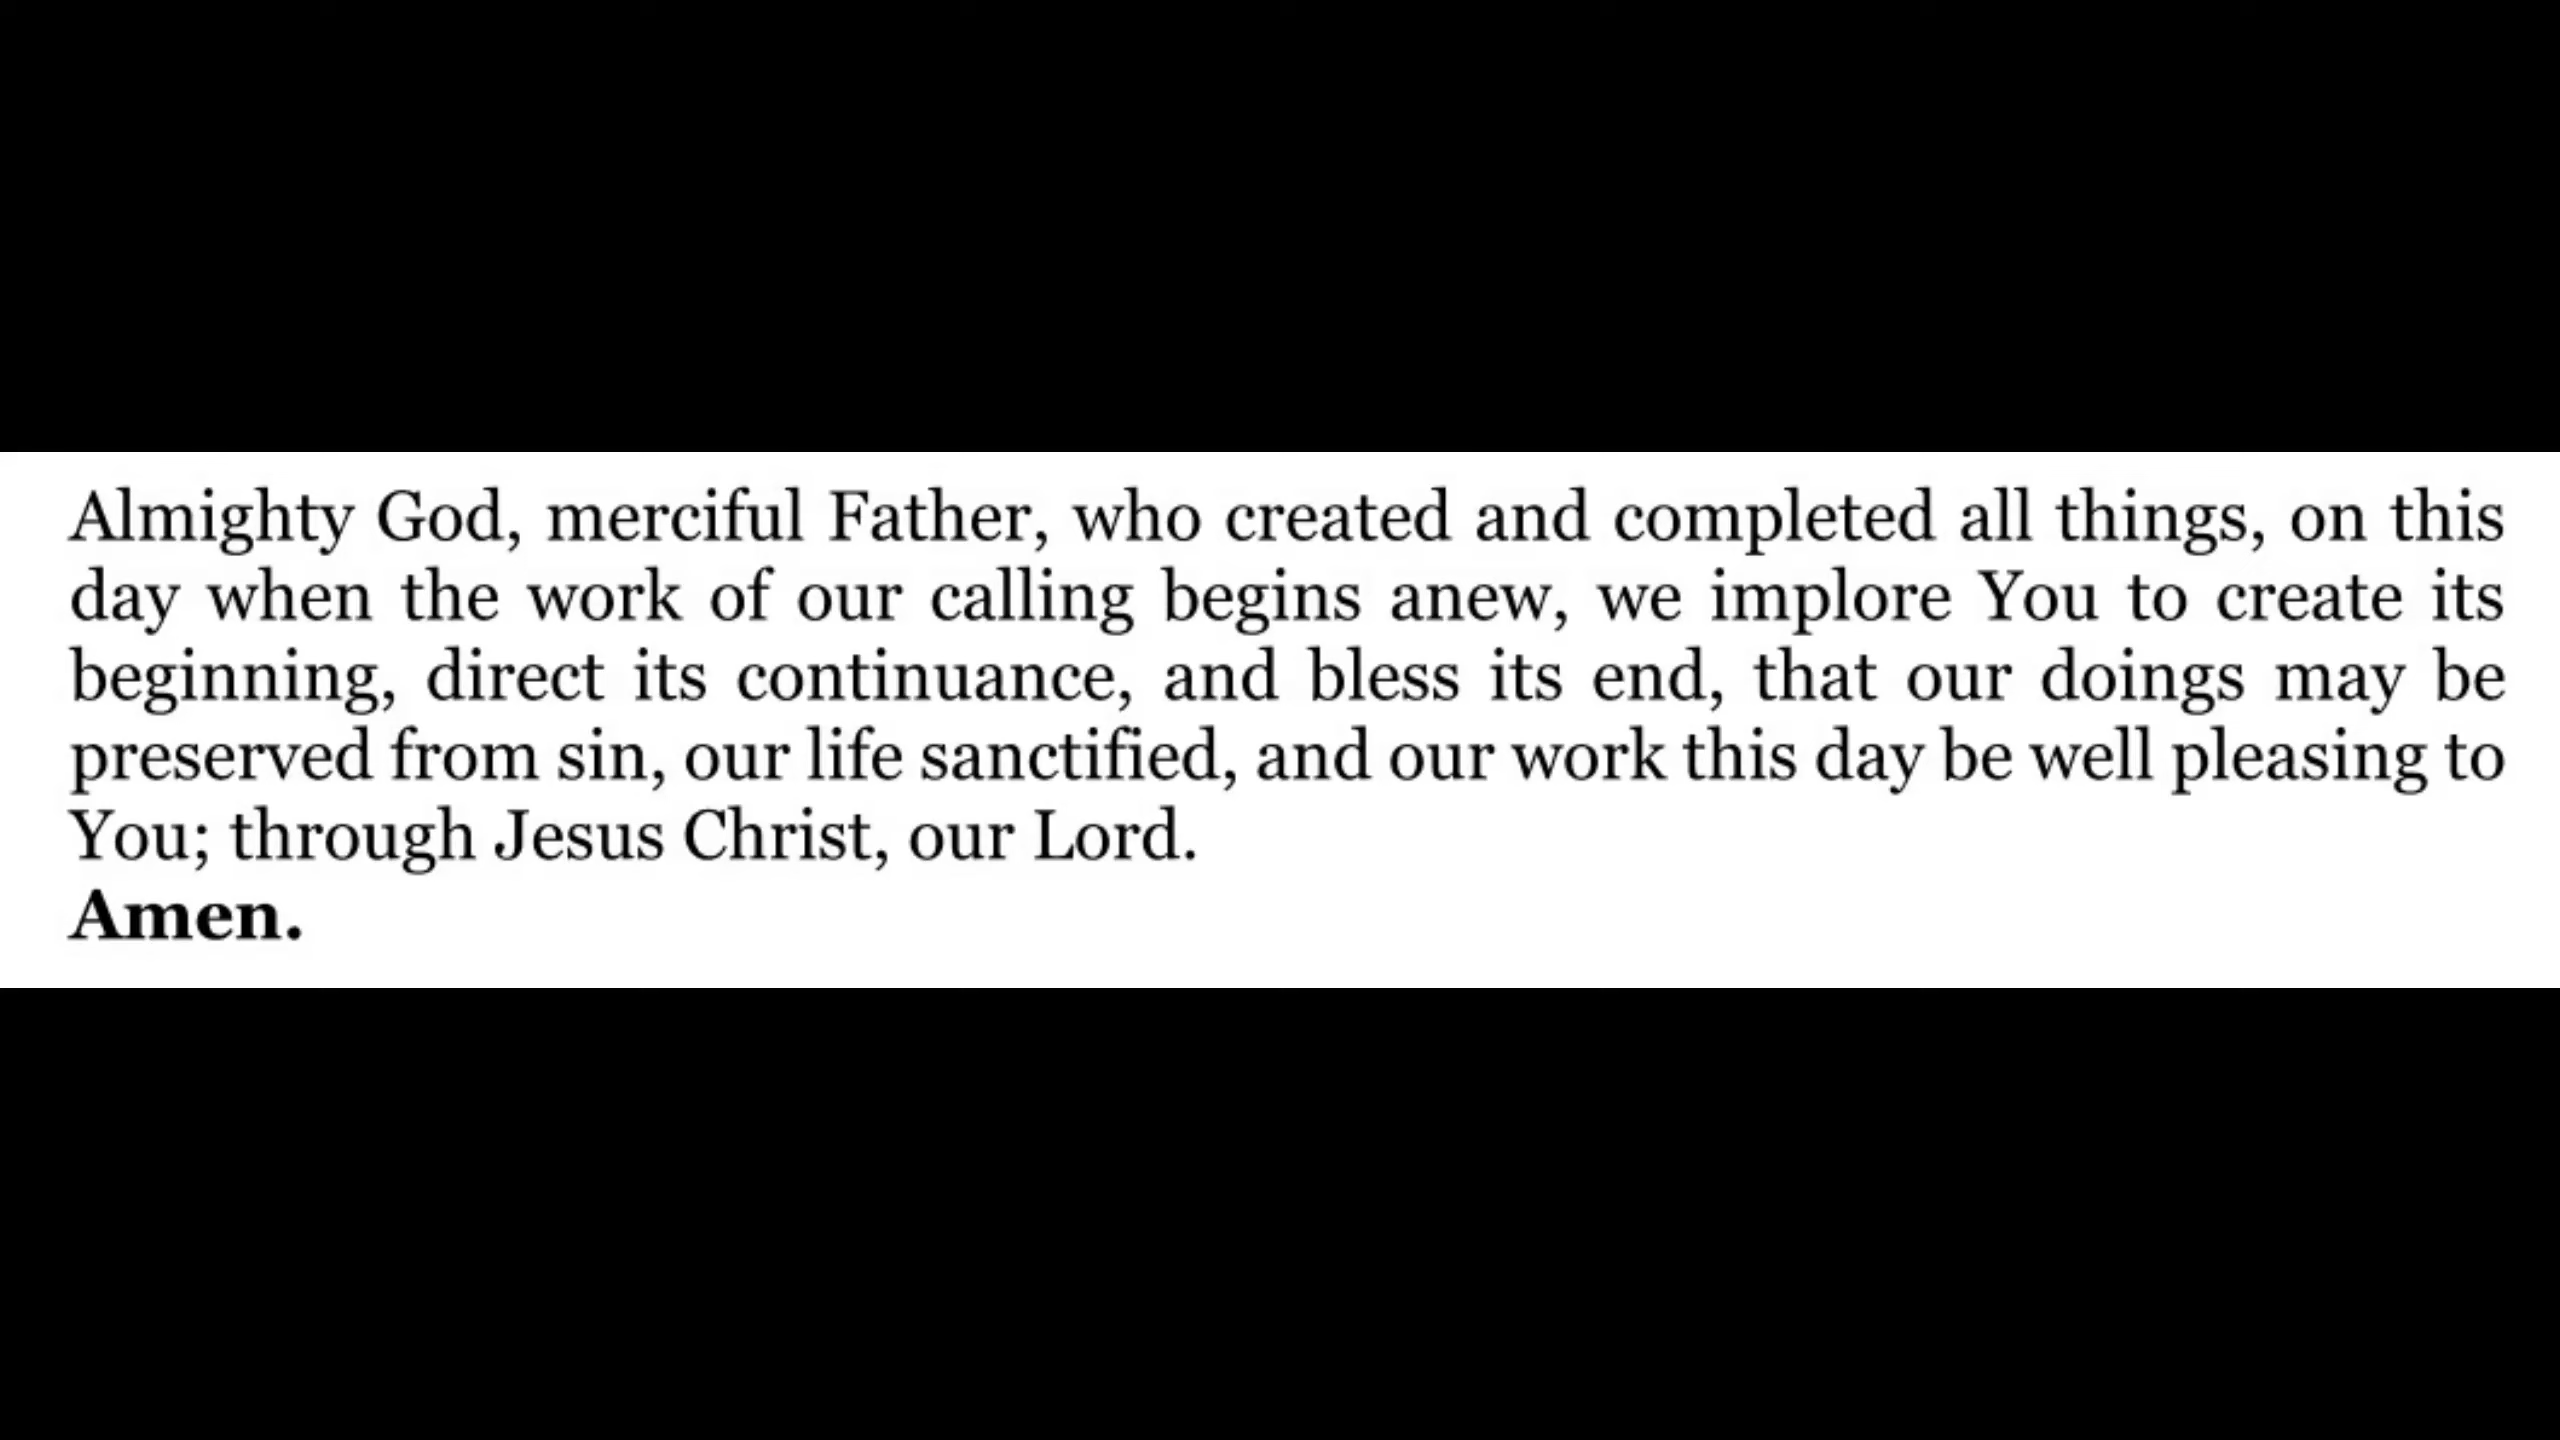 Almighty God, merciful Father, who created and completed all things, on this
day when the work of our calling begins anew, we implore You to create its
beginning, direct its continuance, and bless its end, that our doings may be
preserved from sin, our life sanctified, and our work this day be well pleasing to
You; through Jesus Christ, our Lord.
Amen.